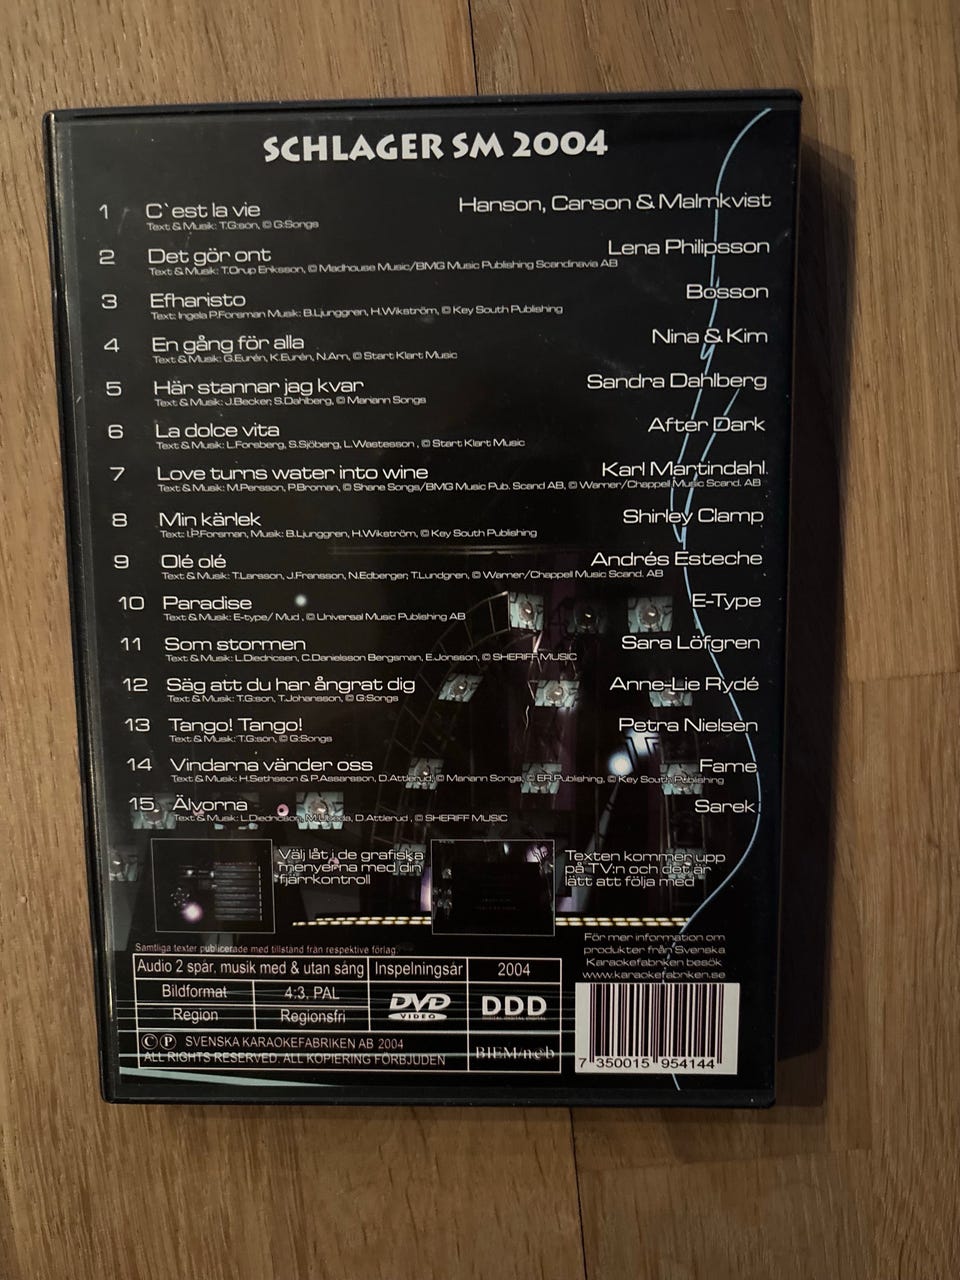 SCHLAGER SM 2004
1 C`est la vie Hanson, Carson & Malmkvist
Text & Musik: T.G:son, © G:Songs
2 Det gör ont Lena Philipsson
Text & Musik: T.Orup Eriksson, © Madhouse Music/BMG Music Publishing Scandinavia AB
3 Efharisto Bosson
Text: Ingela P.Forsman Musik: B.Ljunggren, H.Wikström, © Key South Publishing
4 En gång för alla Nina & Kim
Text & Musik: G.Eurén, K.Eurén, N.Arn, © Start Klart Music
5 Här stannar jag kvar Sandra Dahlberg
Text & Musik: J.Becker, S.Dahlberg, © Mariann Songs
6 La dolce vita After Dark
Text & Musik: L.Forsberg, S.Sjöberg, L.Wastesson , © Start Klart Music
7 Love turns water into wine Karl Martindahl
Text & Musik: M.Persson, P.Broman, © Shane Songs/BMG Music Pub. Scand AB, © Warner/Chappell Music Scand. AB
8 Min kärlek Shirley Clamp
Text: I.P.Forsman, Musik: B.Ljunggren, H.Wikström, © Key South Publishing
9 Olé olé Andrés Esteche
Text & Musik: T.Larsson, J.Fransson, N.Edberger, T.Lundgren, © Warner/Chappell Music Scand. AB
10 Paradise E-Type
Text & Musik: E-type/ Mud , © Universal Music Publishing AB
11 Som stormen Sara Löfgren
Text & Musik: L.Diedricsen, C.Danielsson Bergsman, E.Jonsson, © SHERIFF MUSIC
12 Säg att du har ångrat dig Anne-Lie Rydé
Text & Musik: T.G:son, T.Johansson, © G:Songs
13 Tango! Tango! Petra Nielsen
Text & Musik: T.G:son, © G:Songs
14 Vindarna vänder oss Fame
Text & Musik: H.Sethsson & P.Assarsson, D.Attlerud, © Mariann Songs, © ER.Publishing, © Key South Publishing
15 Älvorna Sarek
Text & Musik: L.Diedricson, M.Ubeda, D.Attlerud , © SHERIFF MUSIC
Välj låt i de grafiska
menyerna med din
fjärrkontroll
Texten kommer upp
på TV:n och det är
lätt att följa med
Samtliga texter publicerade med tillstånd från respektive förlag
För mer information om
produkter från Svenska
Karaokefabriken besök
www.karaokefabriken.se
Audio 2 spår, musik med & utan sång Inspelningsår 2004
Bildformat 4:3, PAL
Region Regionsfri
DVD VIDEO
DDD
DIGITAL DIGITAL DIGITAL
© ℗ SVENSKA KARAOKEFABRIKEN AB 2004
ALL RIGHTS RESERVED. ALL KOPIERING FÖRBJUDEN
BIEM/ncb
7 350015 954144